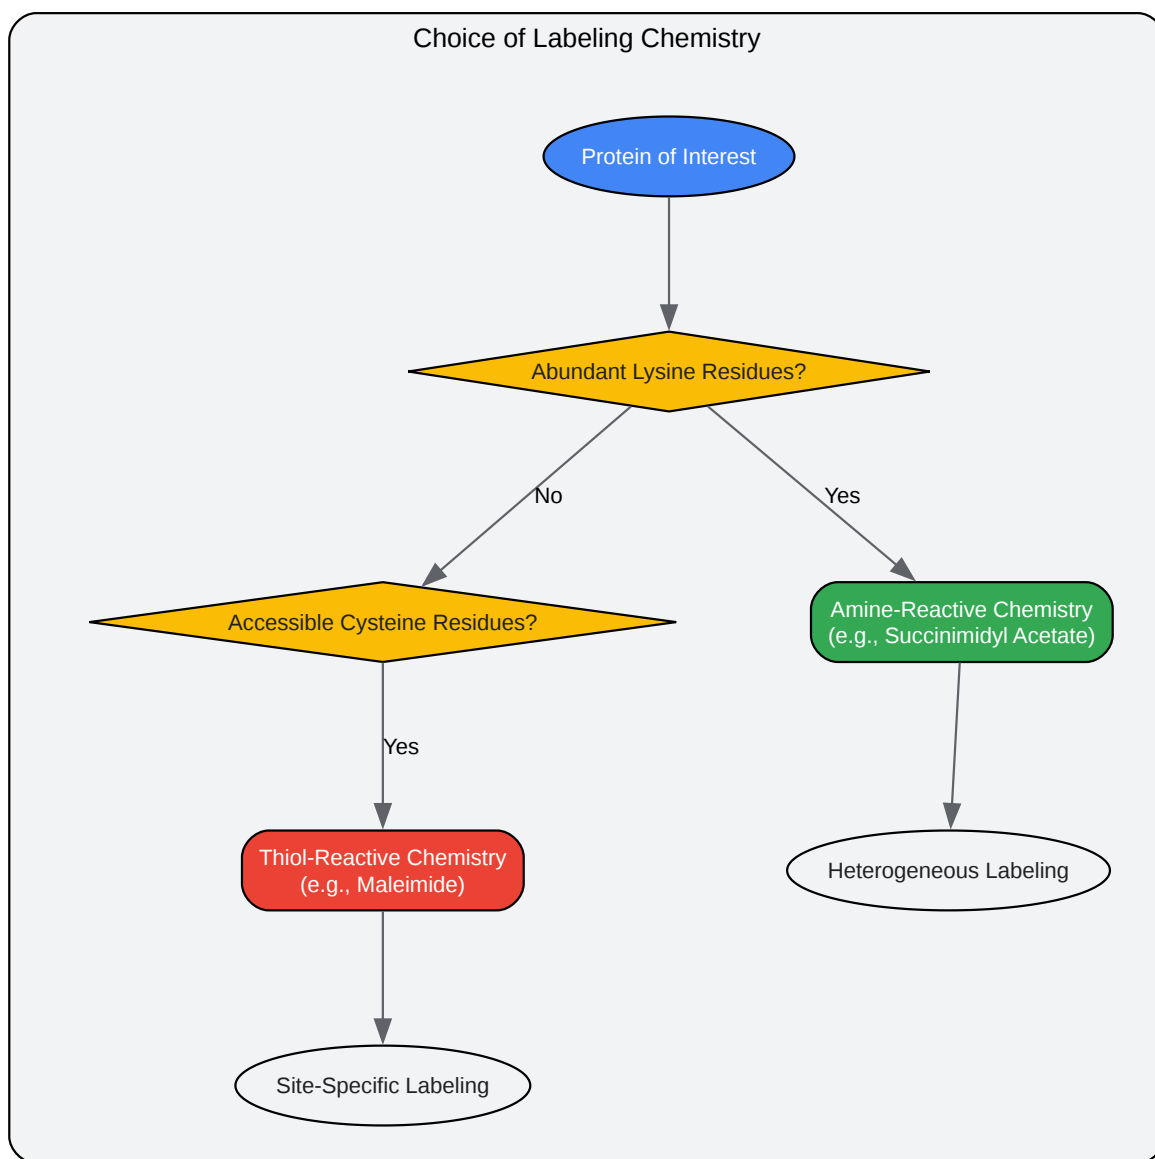 Choice of Labeling Chemistry
Protein of Interest
Abundant Lysine Residues?
No
Yes
Accessible Cysteine Residues?
Amine-Reactive Chemistry
(e.g., Succinimidyl Acetate)
Yes
Thiol-Reactive Chemistry
(e.g., Maleimide)
Heterogeneous Labeling
Site-Specific Labeling